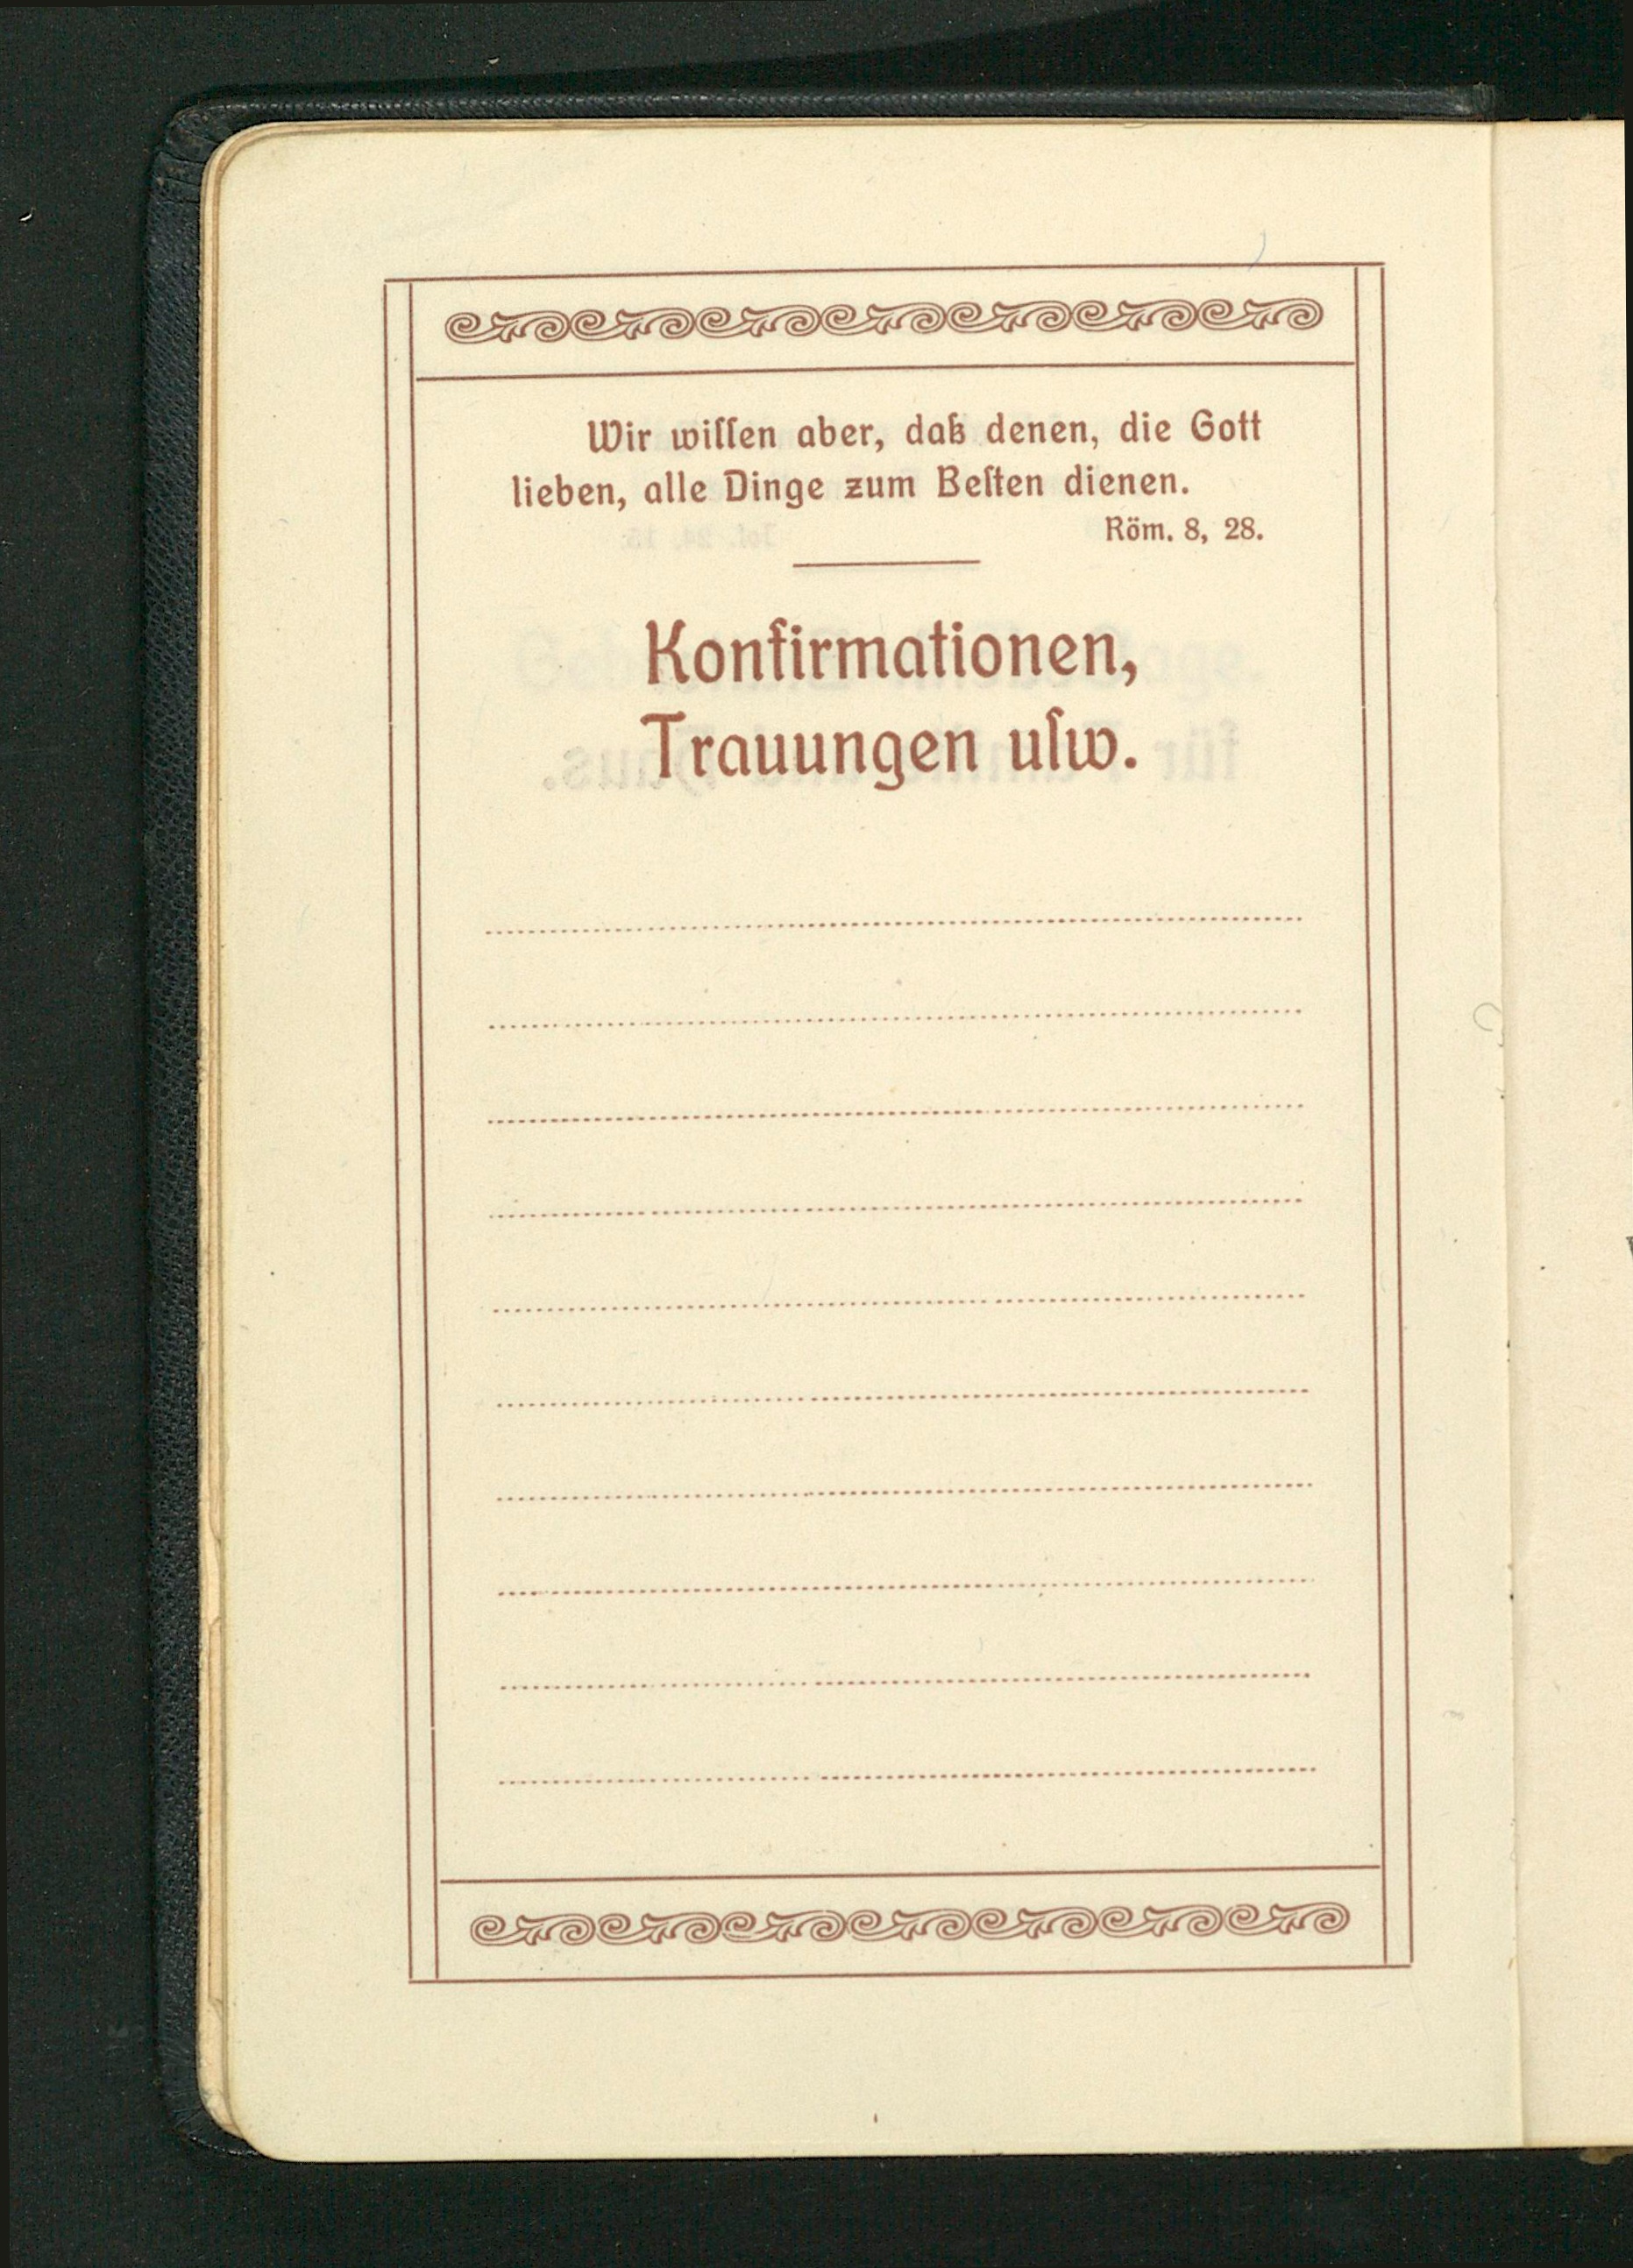 Wir wiſſen aber, daß denen, die Gott
lieben, alle Dinge zum Beſten dienen.
Röm. 8, 28.
Konfirmationen,
Trauungen uſw.